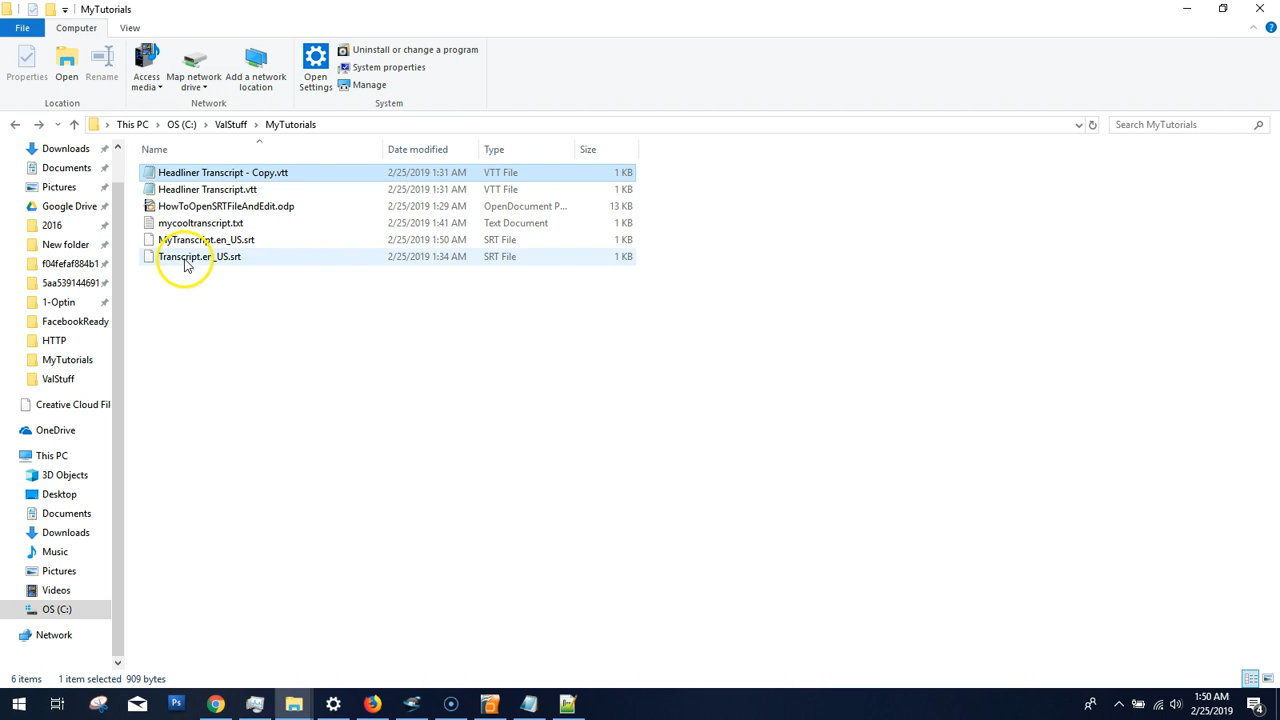 MyTutorials
File Computer View
Properties Open Rename Access media Map network drive Add a network location Open Settings Uninstall or change a program
System properties
Manage
Location Network System
This PC OS (C:) ValStuff MyTutorials Search MyTutorials
Name Date modified Type Size
Headliner Transcript - Copy.vtt 2/25/2019 1:31 AM VTT File 1 KB
Headliner Transcript.vtt 2/25/2019 1:31 AM VTT File 1 KB
HowToOpenSRTFileAndEdit.odp 2/25/2019 1:29 AM OpenDocument P... 13 KB
mycooltranscript.txt 2/25/2019 1:41 AM Text Document 1 KB
MyTranscript.en_US.srt 2/25/2019 1:50 AM SRT File 1 KB
Transcript.en_US.srt 2/25/2019 1:34 AM SRT File 1 KB
Downloads
Documents
Pictures
Google Drive
2016
New folder
f04fefaf884b1
5aa539144691
1-Optin
FacebookReady
HTTP
MyTutorials
ValStuff
Creative Cloud Fil
OneDrive
This PC
3D Objects
Desktop
Documents
Downloads
Music
Pictures
Videos
OS (C:)
Network
6 items 1 item selected 909 bytes
Ps
1:50 AM
2/25/2019
4